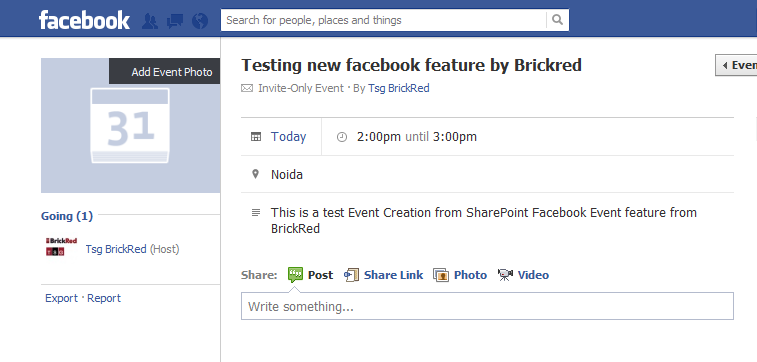 facebook
Search for people, places and things
Add Event Photo
31
Testing new facebook feature by Brickred
Even
Invite-Only Event · By Tsg BrickRed
Today
2:00pm until 3:00pm
Noida
This is a test Event Creation from SharePoint Facebook Event feature from
BrickRed
Going (1)
BrickRed
Tsg BrickRed (Host)
Export · Report
Share: Post Share Link Photo Video
Write something...